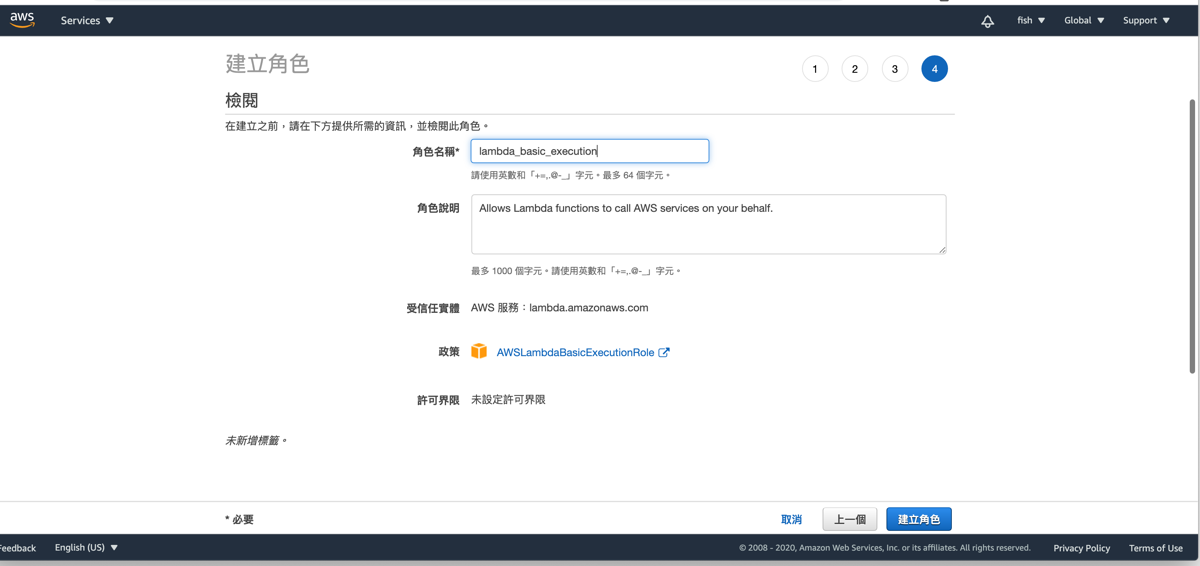 aws Services fish Global Support
建立角色 1 2 3 4
檢閱
在建立之前，請在下方提供所需的資訊，並檢閱此角色。
角色名稱* lambda_basic_execution
請使用英數和「+=,.@-_」字元。最多 64 個字元。
角色說明 Allows Lambda functions to call AWS services on your behalf.
最多 1000 個字元。請使用英數和「+=,.@-_」字元。
受信任實體 AWS 服務：lambda.amazonaws.com
政策 AWSLambdaBasicExecutionRole
許可界限 未設定許可界限
未新增標籤。
* 必要 取消 上一個 建立角色
Feedback English (US) © 2008 - 2020, Amazon Web Services, Inc. or its affiliates. All rights reserved. Privacy Policy Terms of Use